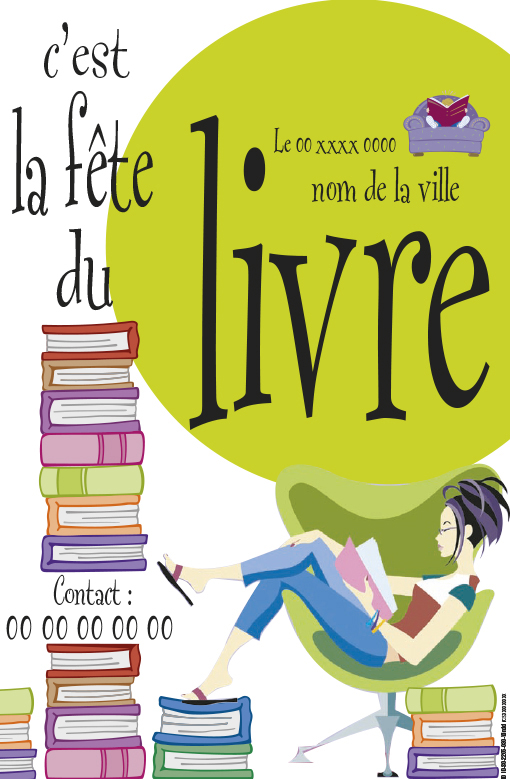 c'est
la fête
du
livre
Le 00 xxxx 0000
nom de la ville
Contact :
00 00 00 00 00